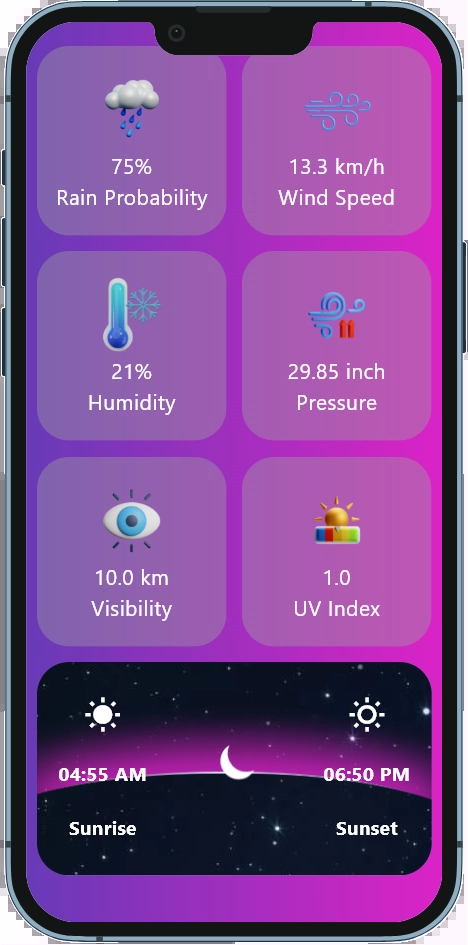 75%
Rain Probability
13.3 km/h
Wind Speed
21%
Humidity
29.85 inch
Pressure
10.0 km
Visibility
1.0
UV Index
04:55 AM
Sunrise
06:50 PM
Sunset